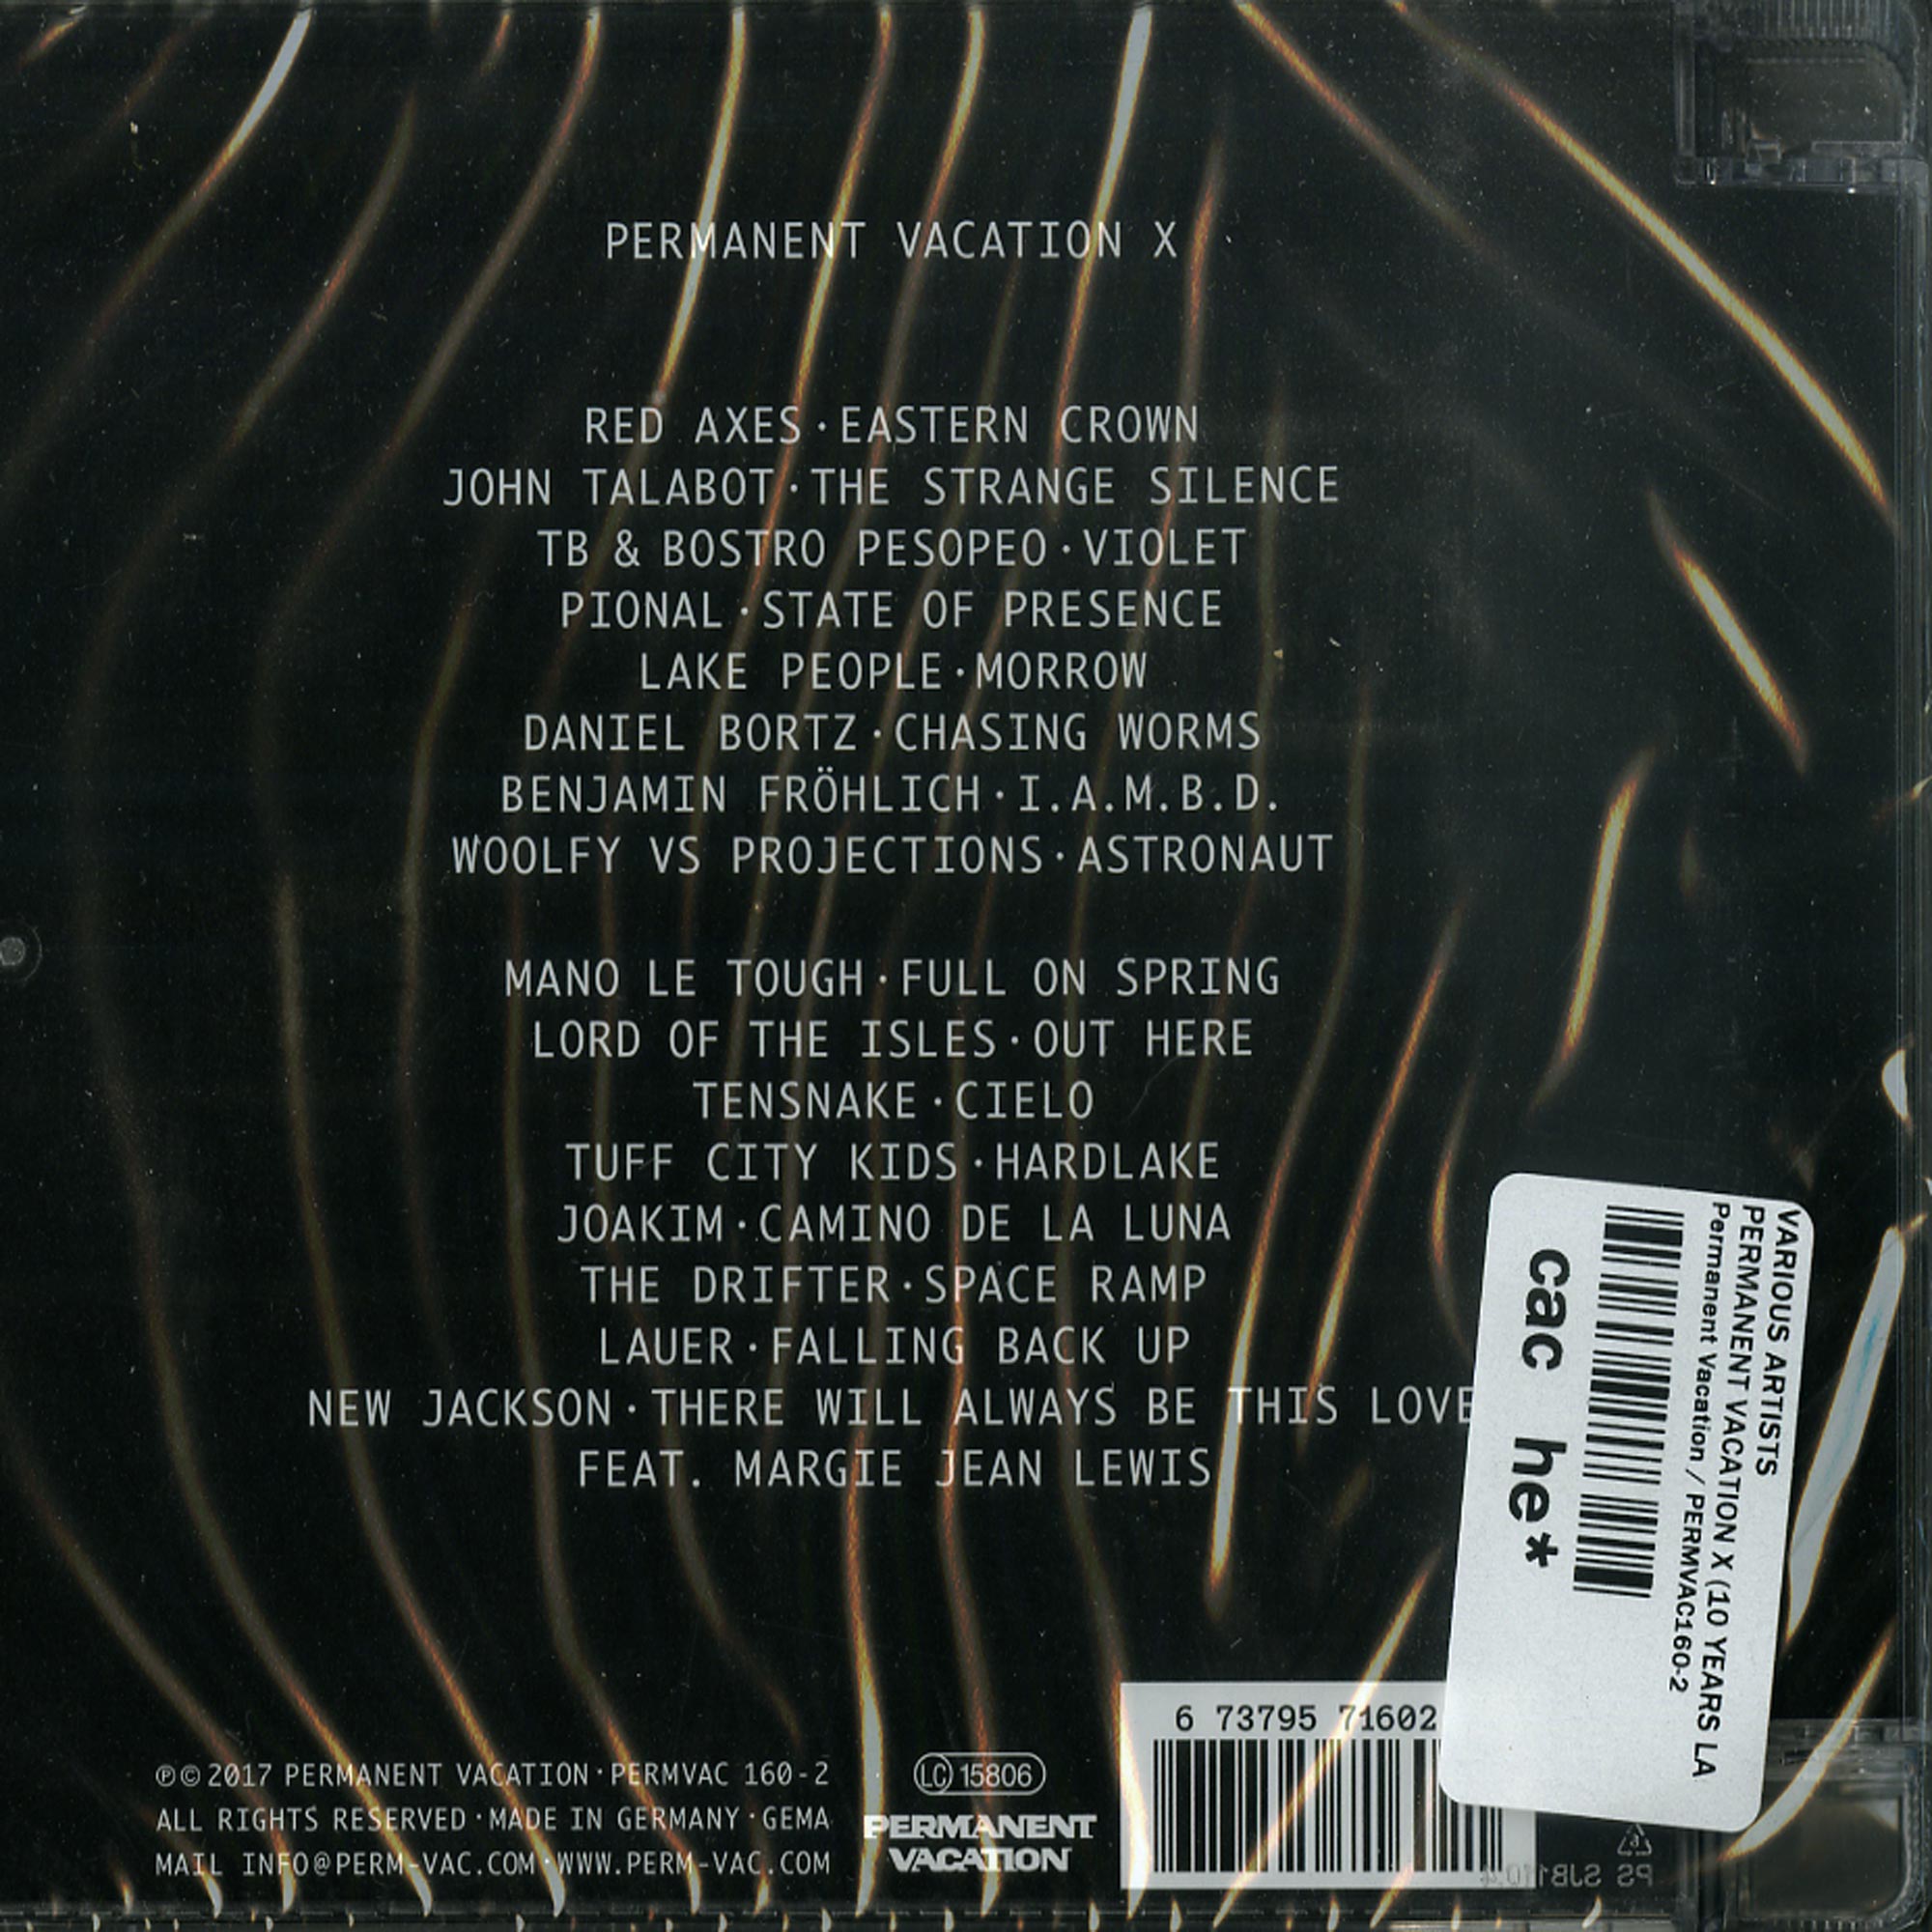 PERMANENT VACATION X
RED AXES·EASTERN CROWN
JOHN TALABOT·THE STRANGE SILENCE
TB & BOSTRO PESOPEO·VIOLET
PIONAL·STATE OF PRESENCE
LAKE PEOPLE·MORROW
DANIEL BORTZ·CHASING WORMS
BENJAMIN FRÖHLICH·I.A.M.B.D.
WOOLFY VS PROJECTIONS·ASTRONAUT
MANO LE TOUGH·FULL ON SPRING
LORD OF THE ISLES·OUT HERE
TENSNAKE·CIELO
TUFF CITY KIDS·HARDLAKE
JOAKIM·CAMINO DE LA LUNA
THE DRIFTER·SPACE RAMP
LAUER·FALLING BACK UP
NEW JACKSON·THERE WILL ALWAYS BE THIS LOVE
FEAT. MARGIE JEAN LEWIS
VARIOUS ARTISTS
PERMANENT VACATION X (10 YEARS LA
Permanent Vacation / PERMVAC160-2
cac he*
6 73795 71602
℗©2017 PERMANENT VACATION·PERMVAC 160-2
ALL RIGHTS RESERVED·MADE IN GERMANY·GEMA
MAIL INFO@PERM-VAC.COM·WWW.PERM-VAC.COM
LC 15806
PERMANENT
VACATION